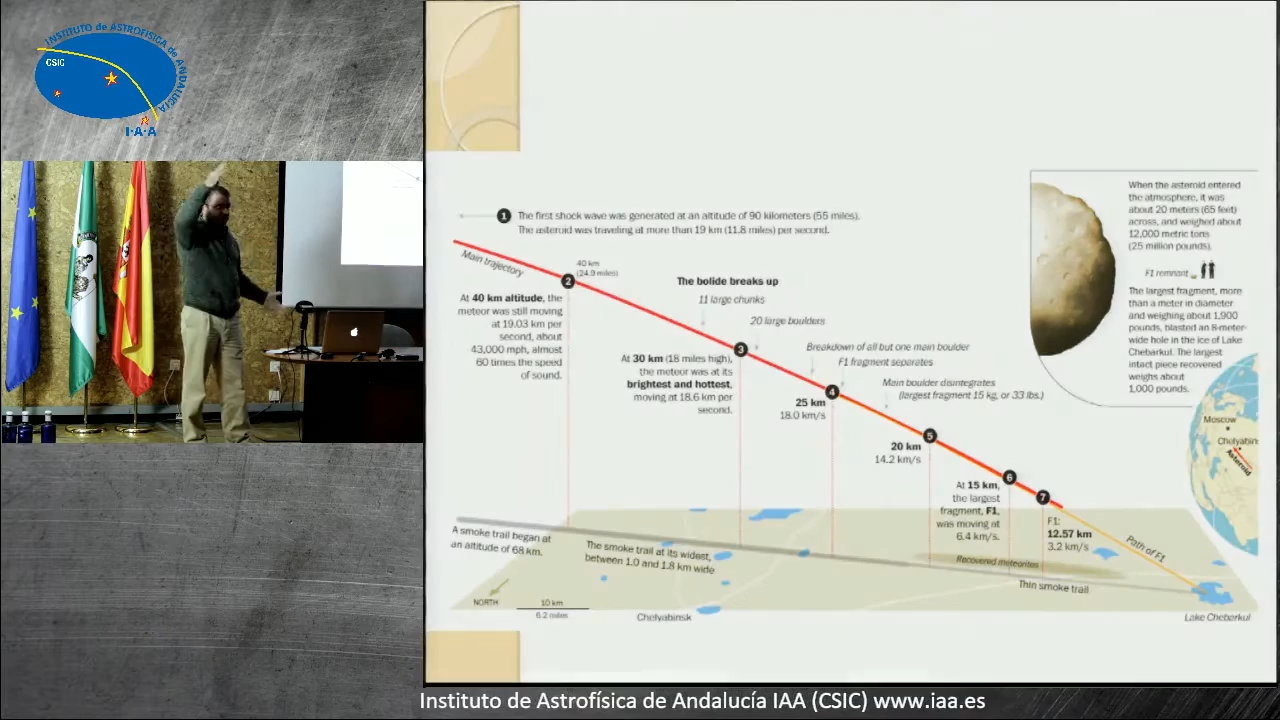 INSTITUTO de ASTROFÍSICA de ANDALUCÍA
CSIC
I·A·A
1 The first shock wave was generated at an altitude of 90 kilometers (55 miles).
The asteroid was traveling at more than 19 km (11.8 miles) per second.
Main trajectory
2
40 km
(24.9 miles)
At 40 km altitude, the
meteor was still moving
at 19.03 km per
second, about
43,000 mph, almost
60 times the speed
of sound.
The bolide breaks up
11 large chunks
20 large boulders
3
At 30 km (18 miles high),
the meteor was at its
brightest and hottest,
moving at 18.6 km per
second.
Breakdown of all but one main boulder
F1 fragment separates
4
25 km
18.0 km/s
Main boulder disintegrates
(largest fragment 15 kg, or 33 lbs.)
5
20 km
14.2 km/s
6
At 15 km,
the largest
fragment, F1,
was moving at
6.4 km/s.
7
F1:
12.57 km
3.2 km/s
Path of F1
When the asteroid entered
the atmosphere, it was
about 20 meters (65 feet)
across, and weighed about
12,000 metric tons
(25 million pounds).
F1 remnant
The largest fragment, more
than a meter in diameter
and weighing about 1,900
pounds, blasted an 8-meter-
wide hole in the ice of Lake
Chebarkul. The largest
intact piece recovered
weighs about
1,000 pounds.
Moscow
Chelyabin
Asteroid
A smoke trail began at
an altitude of 68 km.
The smoke trail at its widest,
between 1.0 and 1.8 km wide
Recovered meteorites
Thin smoke trail
NORTH
10 km
6.2 miles
Chelyabinsk
Lake Chebarkul
Instituto de Astrofísica de Andalucía IAA (CSIC) www.iaa.es